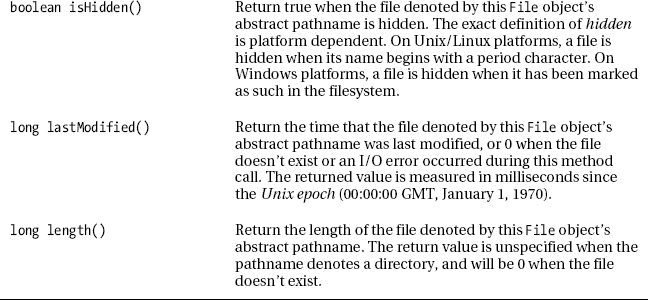 boolean isHidden() Return true when the file denoted by this File object's
abstract pathname is hidden. The exact definition of hidden
is platform dependent. On Unix/Linux platforms, a file is
hidden when its name begins with a period character. On
Windows platforms, a file is hidden when it has been marked
as such in the filesystem.
long lastModified() Return the time that the file denoted by this File object's
abstract pathname was last modified, or 0 when the file
doesn't exist or an I/O error occurred during this method
call. The returned value is measured in milliseconds since
the Unix epoch (00:00:00 GMT, January 1, 1970).
long length() Return the length of the file denoted by this File object's
abstract pathname. The return value is unspecified when the
pathname denotes a directory, and will be 0 when the file
doesn't exist.